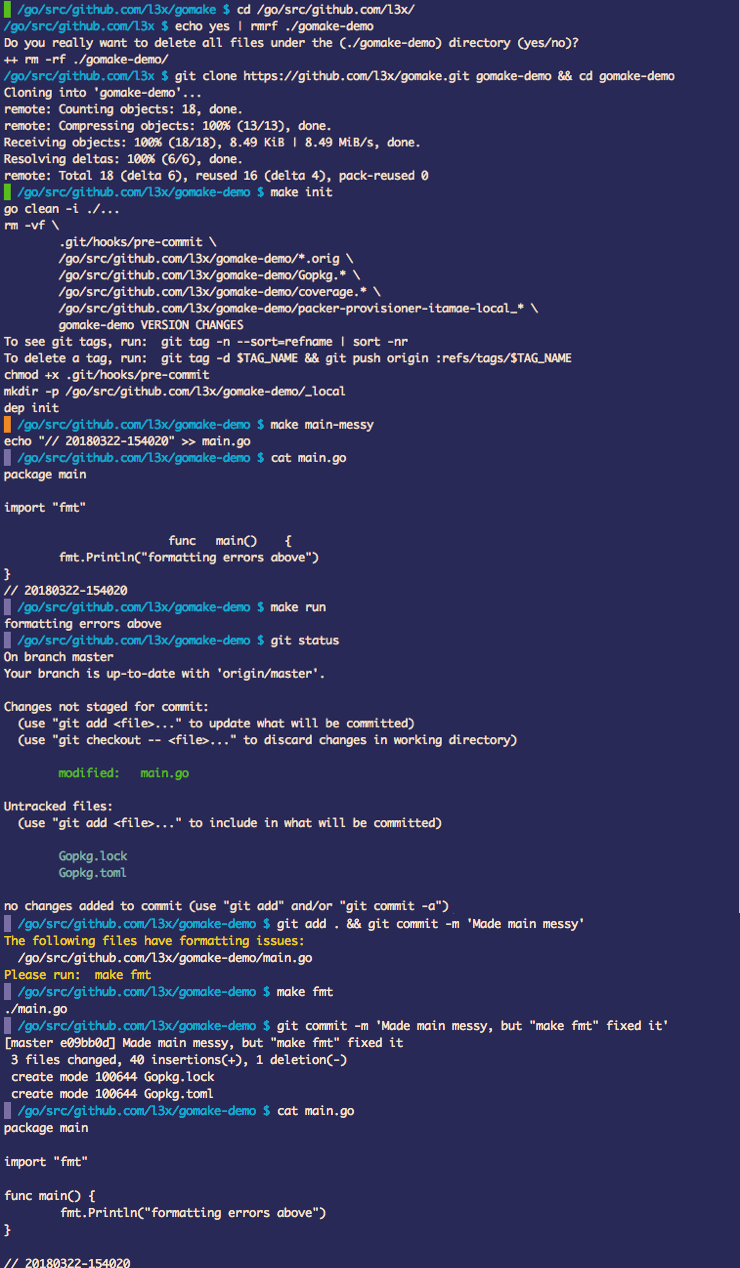 /go/src/github.com/l3x/gomake $ cd /go/src/github.com/l3x/
/go/src/github.com/l3x $ echo yes | rmrf ./gomake-demo
Do you really want to delete all files under the (./gomake-demo) directory (yes/no)?
++ rm -rf ./gomake-demo/
/go/src/github.com/l3x $ git clone https://github.com/l3x/gomake.git gomake-demo && cd gomake-demo
Cloning into 'gomake-demo'...
remote: Counting objects: 18, done.
remote: Compressing objects: 100% (13/13), done.
Receiving objects: 100% (18/18), 8.49 KiB | 8.49 MiB/s, done.
Resolving deltas: 100% (6/6), done.
remote: Total 18 (delta 6), reused 16 (delta 4), pack-reused 0
/go/src/github.com/l3x/gomake-demo $ make init
go clean -i ./...
rm -vf \
        .git/hooks/pre-commit \
        /go/src/github.com/l3x/gomake-demo/*.orig \
        /go/src/github.com/l3x/gomake-demo/Gopkg.* \
        /go/src/github.com/l3x/gomake-demo/coverage.* \
        /go/src/github.com/l3x/gomake-demo/packer-provisioner-itamae-local_* \
        gomake-demo VERSION CHANGES
To see git tags, run:  git tag -n --sort=refname | sort -nr
To delete a tag, run:  git tag -d $TAG_NAME && git push origin :refs/tags/$TAG_NAME
chmod +x .git/hooks/pre-commit
mkdir -p /go/src/github.com/l3x/gomake-demo/_local
dep init
/go/src/github.com/l3x/gomake-demo $ make main-messy
echo "// 20180322-154020" >> main.go
/go/src/github.com/l3x/gomake-demo $ cat main.go
package main

import "fmt"

                        func   main()    {
        fmt.Println("formatting errors above")
}
// 20180322-154020
/go/src/github.com/l3x/gomake-demo $ make run
formatting errors above
/go/src/github.com/l3x/gomake-demo $ git status
On branch master
Your branch is up-to-date with 'origin/master'.

Changes not staged for commit:
  (use "git add <file>..." to update what will be committed)
  (use "git checkout -- <file>..." to discard changes in working directory)

        modified:   main.go

Untracked files:
  (use "git add <file>..." to include in what will be committed)

        Gopkg.lock
        Gopkg.toml

no changes added to commit (use "git add" and/or "git commit -a")
/go/src/github.com/l3x/gomake-demo $ git add . && git commit -m 'Made main messy'
The following files have formatting issues:
  /go/src/github.com/l3x/gomake-demo/main.go
Please run:  make fmt
/go/src/github.com/l3x/gomake-demo $ make fmt
./main.go
/go/src/github.com/l3x/gomake-demo $ git commit -m 'Made main messy, but "make fmt" fixed it'
[master e09bb0d] Made main messy, but "make fmt" fixed it
 3 files changed, 40 insertions(+), 1 deletion(-)
 create mode 100644 Gopkg.lock
 create mode 100644 Gopkg.toml
/go/src/github.com/l3x/gomake-demo $ cat main.go
package main

import "fmt"

func main() {
        fmt.Println("formatting errors above")
}

// 20180322-154020